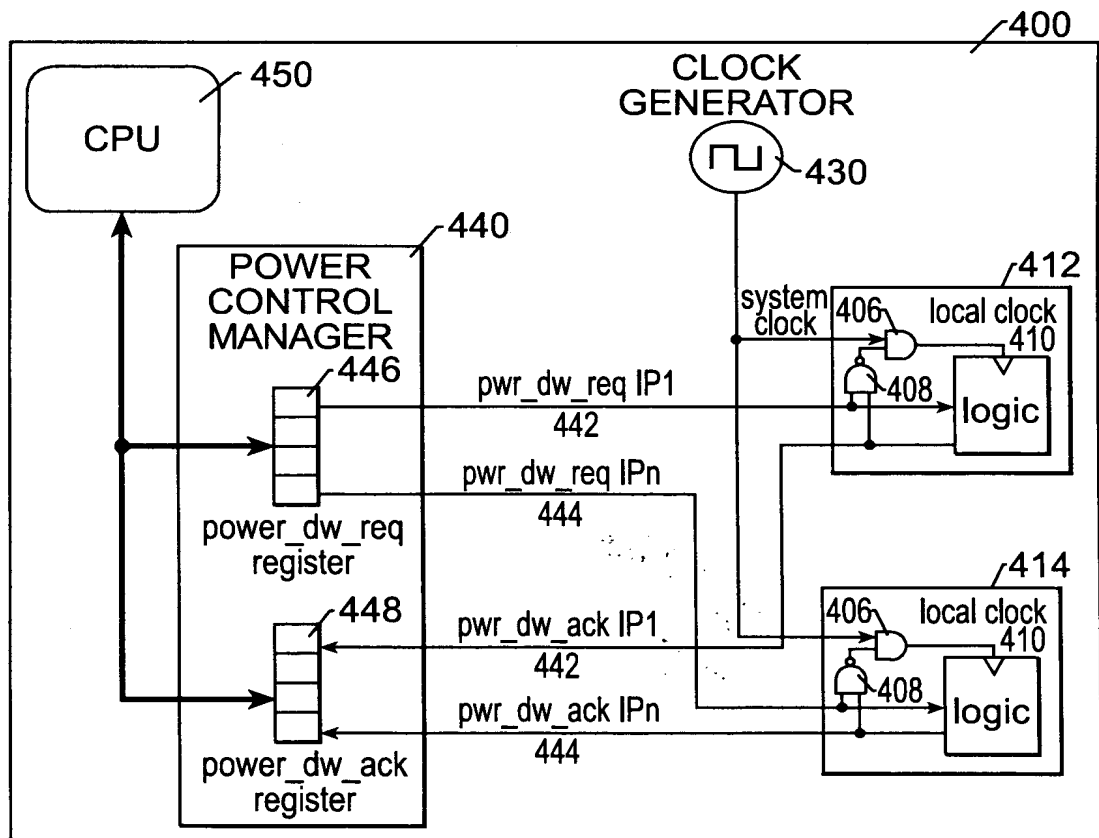 400
450
CPU
CLOCK
GENERATOR
430
440
POWER
CONTROL
MANAGER
446
power_dw_req
register
448
power_dw_ack
register
pwr_dw_req IP1
442
pwr_dw_req IPn
444
pwr_dw_ack IP1
442
pwr_dw_ack IPn
444
system
clock
412
406
local clock
410
408
logic
414
406
local clock
410
408
logic